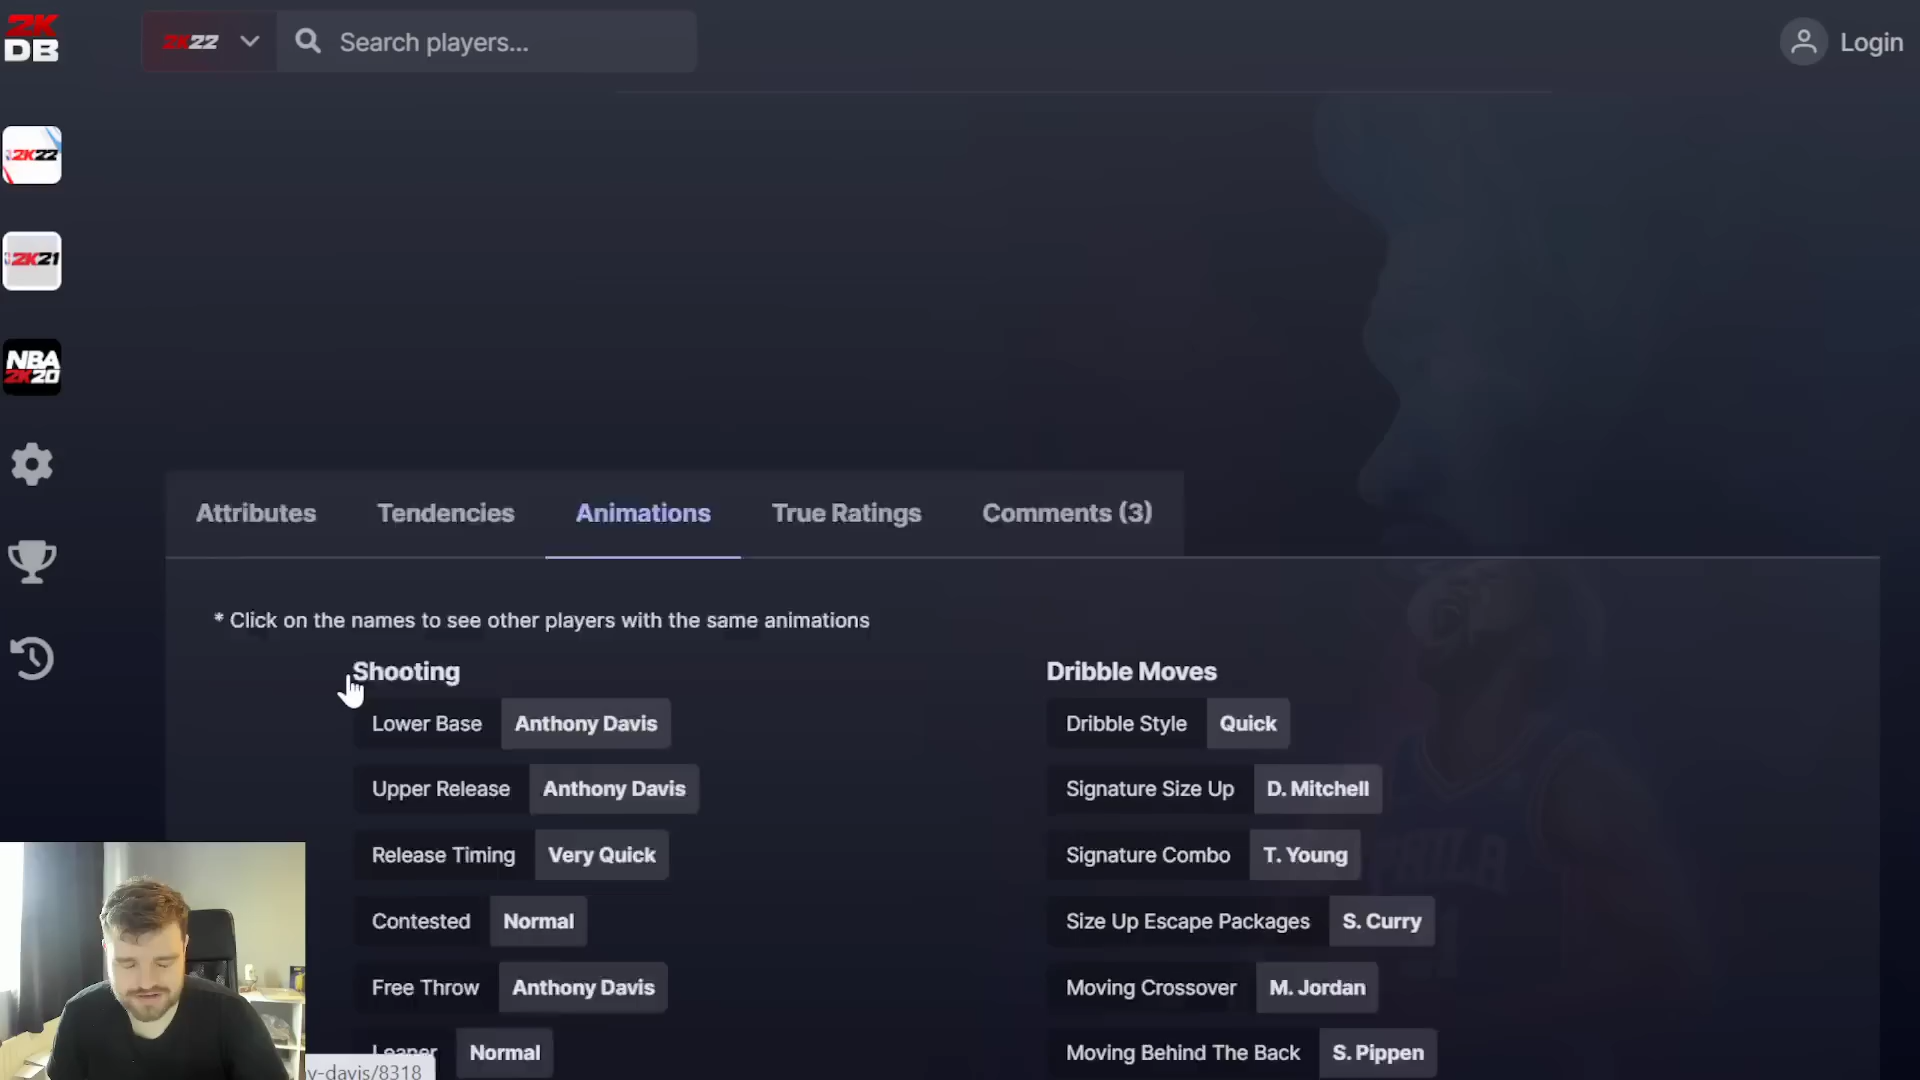 2K
DB
2K22
Search players...
Login
2K22
2K21
NBA
2K20
Attributes
Tendencies
Animations
True Ratings
Comments (3)
* Click on the names to see other players with the same animations
Shooting
Lower Base Anthony Davis
Upper Release Anthony Davis
Release Timing Very Quick
Contested Normal
Free Throw Anthony Davis
Leaner Normal
Dribble Moves
Dribble Style Quick
Signature Size Up D. Mitchell
Signature Combo T. Young
Size Up Escape Packages S. Curry
Moving Crossover M. Jordan
Moving Behind The Back S. Pippen
PHILA
y-davis/8318